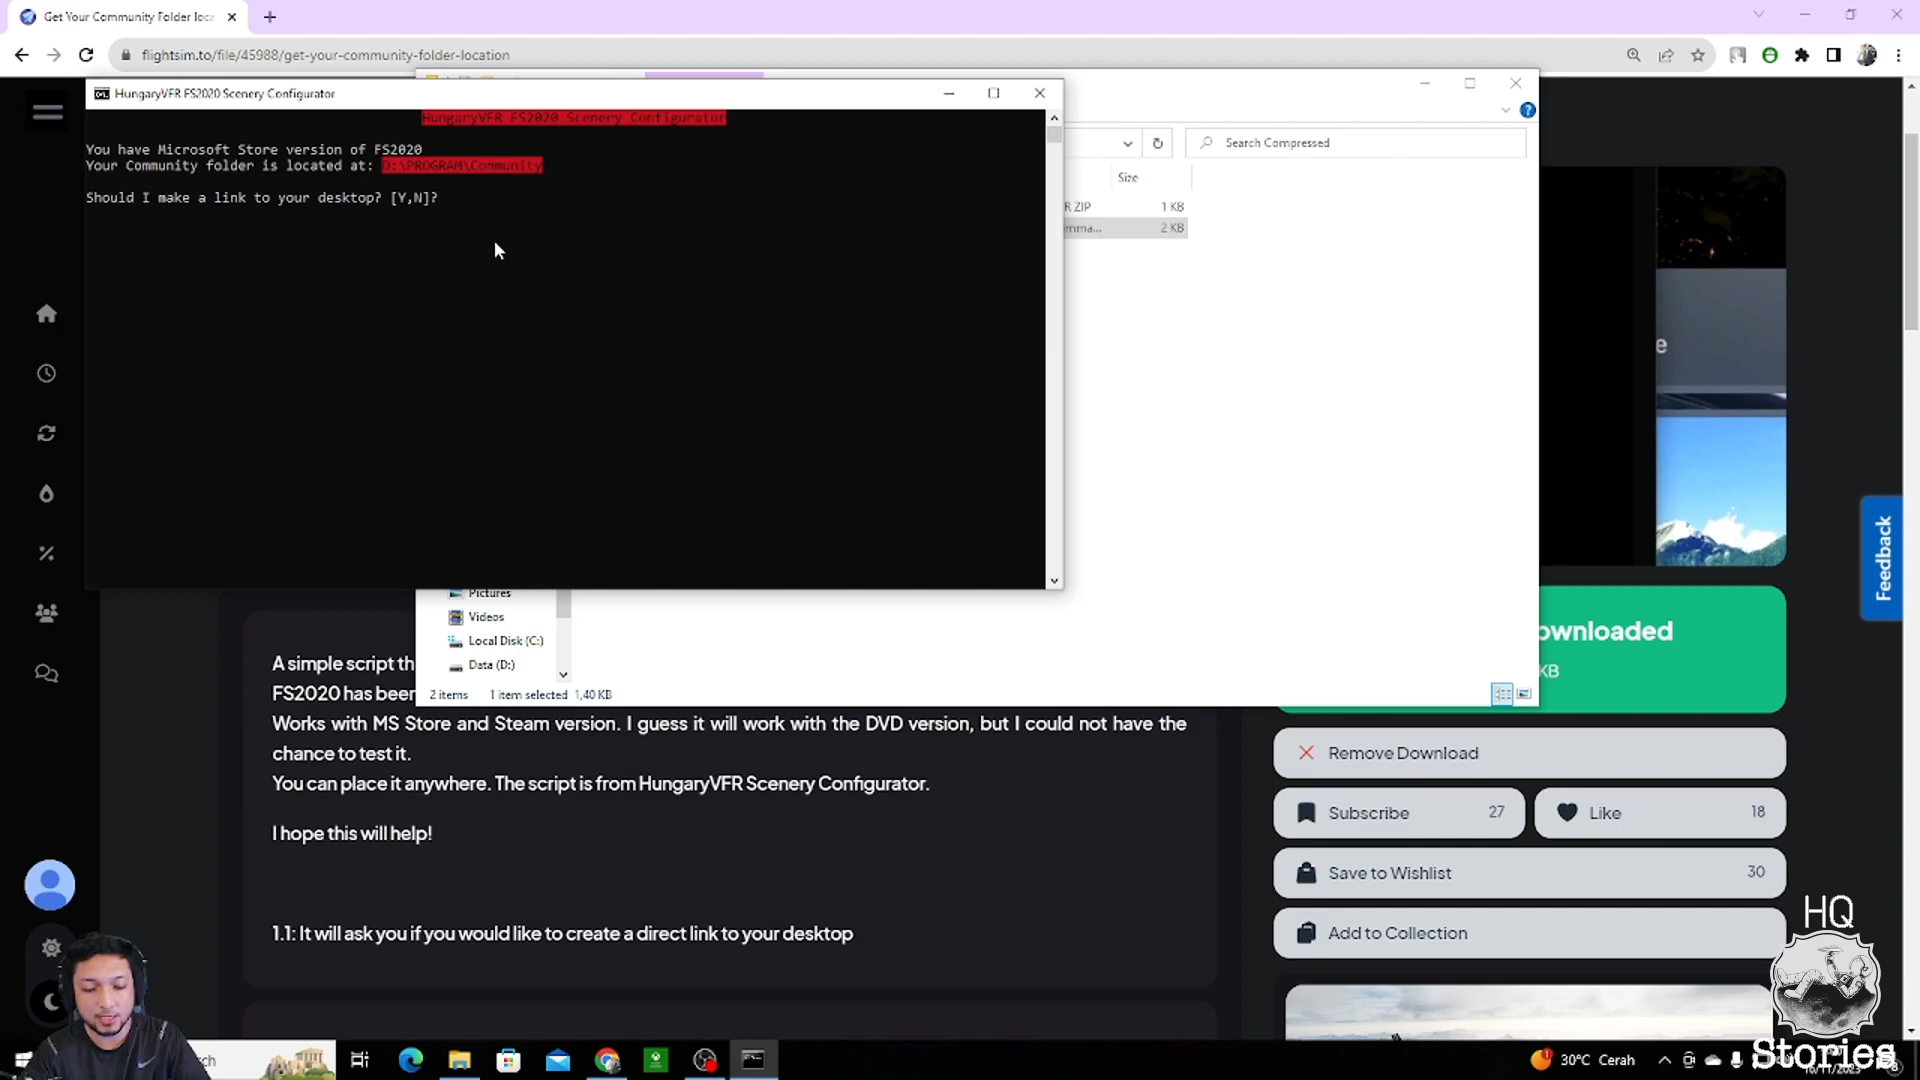 Get Your Community Folder loca
flightsim.to/file/45988/get-your-community-folder-location
HungaryVFR FS2020 Scenery Configurator
HungaryVFR FS2020 Scenery Configurator
You have Microsoft Store version of FS2020
Your Community folder is located at: D:\PROGRAM\Community
Should I make a link to your desktop? [Y,N]?
Search Compressed
Size
R ZIP 1 KB
mma... 2 KB
e
Feedback
Pictures
Videos
Local Disk (C:)
Data (D:)
2 items 1 item selected 1,40 KB
ownloaded
KB
A simple script th
FS2020 has been
Works with MS Store and Steam version. I guess it will work with the DVD version, but I could not have the
chance to test it.
You can place it anywhere. The script is from HungaryVFR Scenery Configurator.
I hope this will help!
1.1: It will ask you if you would like to create a direct link to your desktop
Remove Download
Subscribe 27
Like 18
Save to Wishlist 30
Add to Collection
HQ
Stories
rch
30°C Cerah
16/11/2023